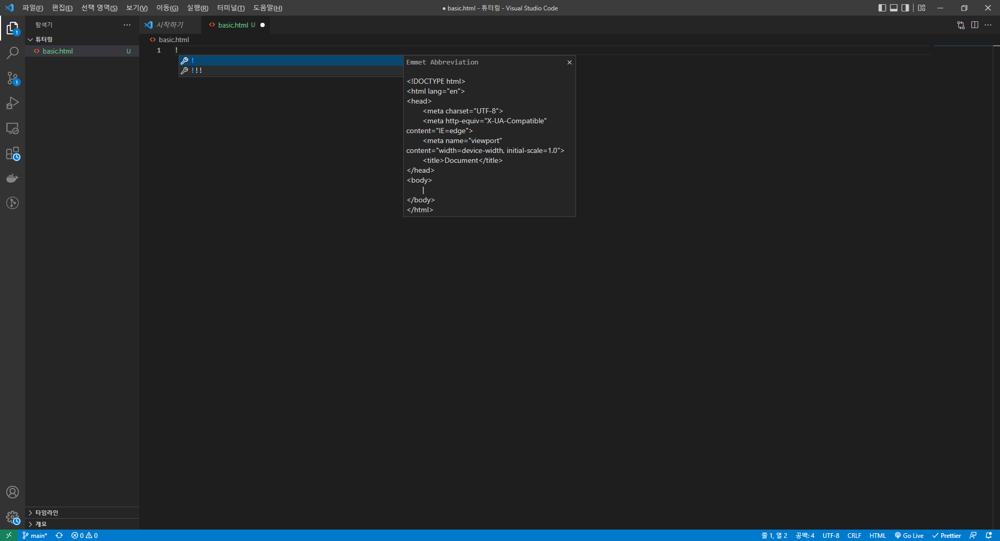 파일(F) 편집(E) 선택 영역(S) 보기(V) 이동(G) 실행(R) 터미널(T) 도움말(H)
● basic.html - 튜터링 - Visual Studio Code
탐색기
튜터링
basic.html U
타임라인
개요
시작하기
basic.html U
basic.html
1 !
!
!!!
Emmet Abbreviation
<!DOCTYPE html>
<html lang="en">
<head>
<meta charset="UTF-8">
<meta http-equiv="X-UA-Compatible"
content="IE=edge">
<meta name="viewport"
content="width=device-width, initial-scale=1.0">
<title>Document</title>
</head>
<body>
|
</body>
</html>
1
1
main* 0 0
줄 1, 열 2 공백: 4 UTF-8 CRLF HTML Go Live Prettier